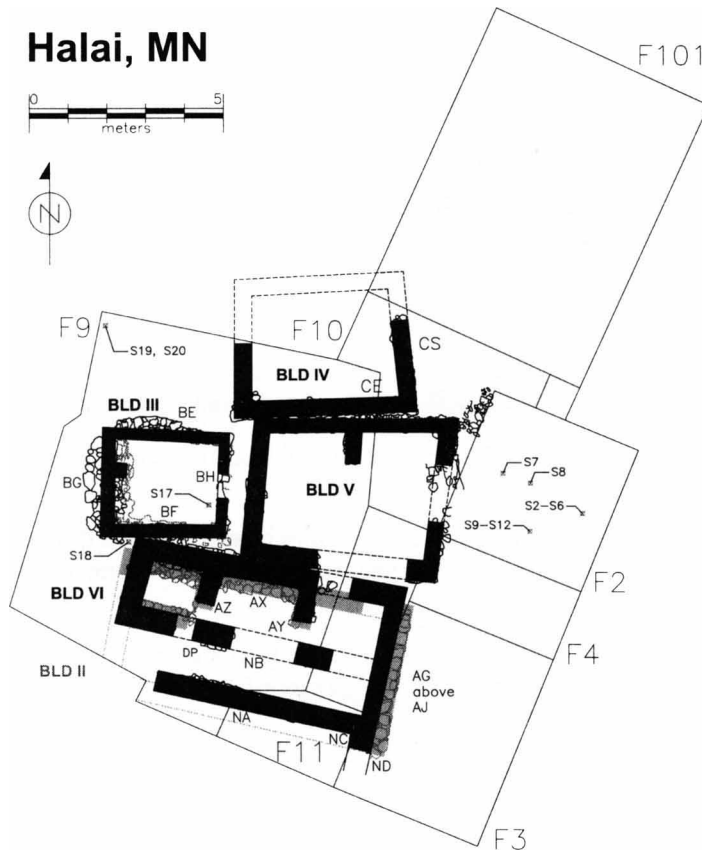 Halai, MN
F101
0 5
meters
N
F9
S19, S20
F10
CS
BLD IV
CE
BLD III
BE
BG
BH
S17
BF
BLD V
S7
S8
S2-S6
S9-S12
S18
F2
BLD VI
AZ
AX
AY
F4
DP
NB
BLD II
AG
above
AJ
NA
NC
F11
ND
F3